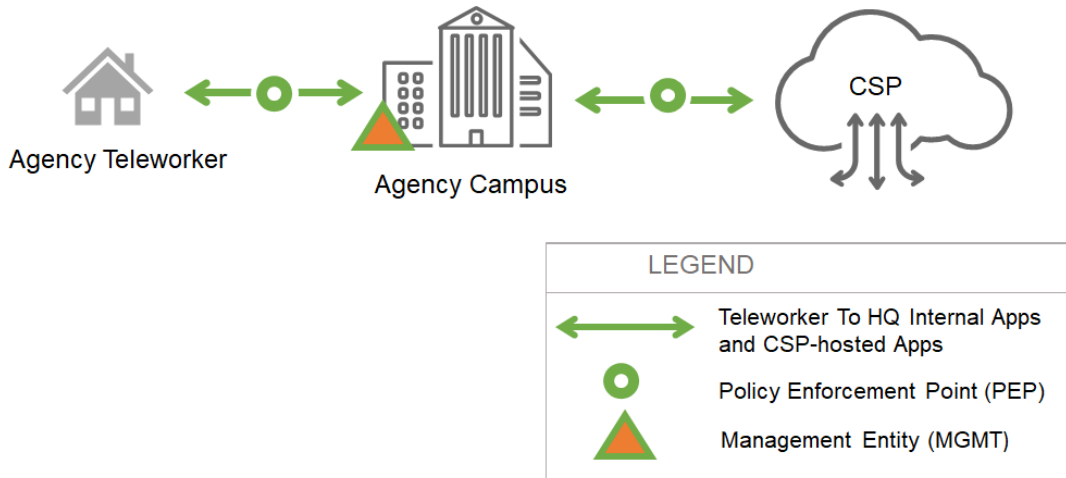 CSP
Agency Teleworker
Agency Campus
LEGEND
Teleworker To HQ Internal Apps
and CSP-hosted Apps
Policy Enforcement Point (PEP)
Management Entity (MGMT)